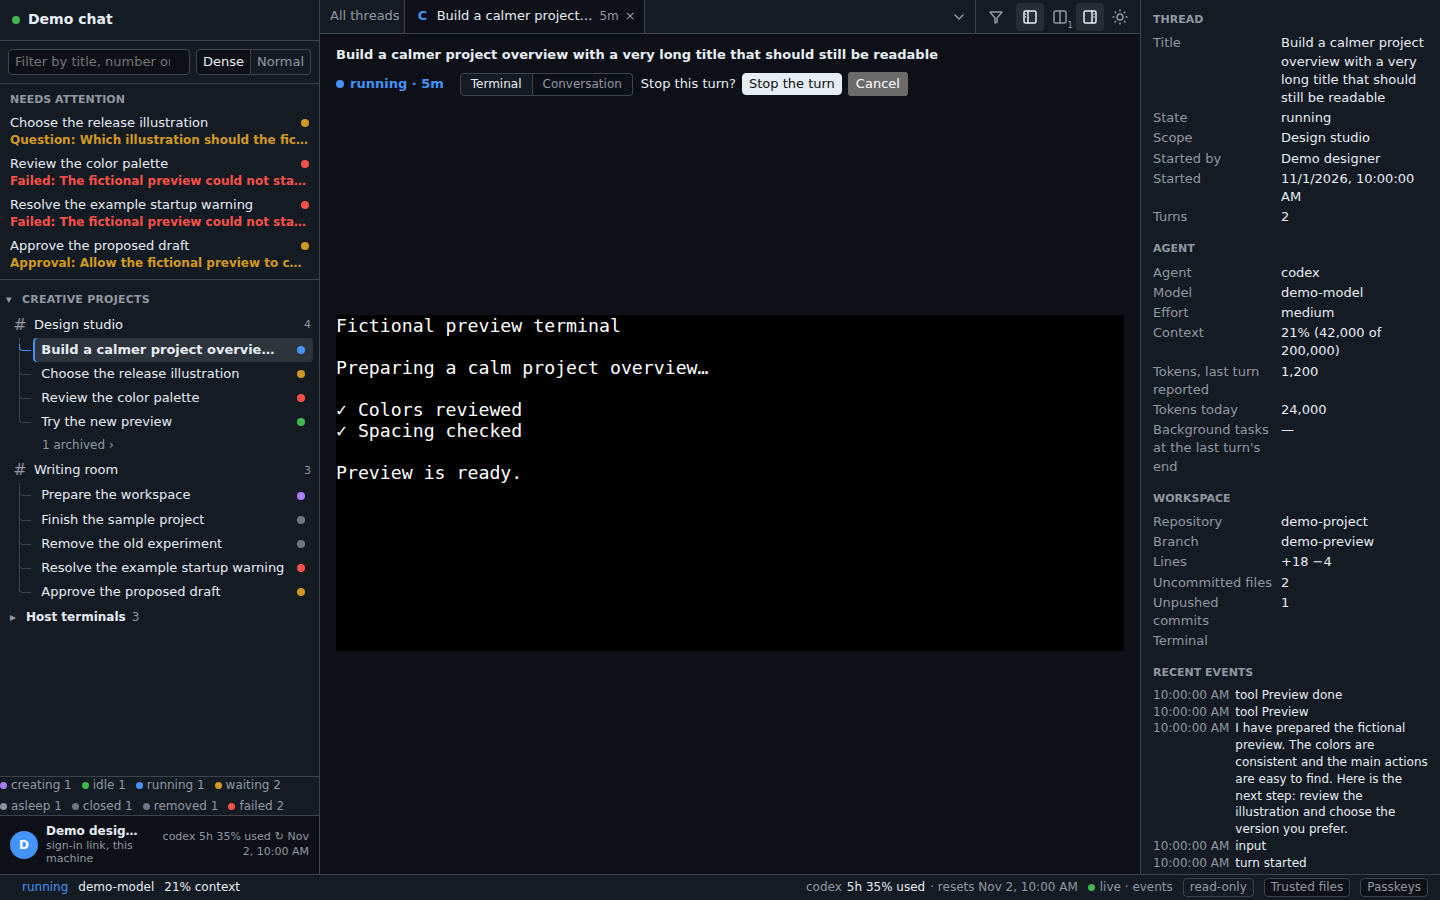 Demo chat
Dense Normal
NEEDS ATTENTION
Choose the release illustration
Question: Which illustration should the fic…
Review the color palette
Failed: The fictional preview could not sta…
Resolve the example startup warning
Failed: The fictional preview could not sta…
Approve the proposed draft
Approval: Allow the fictional preview to c…
CREATIVE PROJECTS
# Design studio 4
Build a calmer project overvie…
Choose the release illustration
Review the color palette
Try the new preview
1 archived ›
# Writing room 3
Prepare the workspace
Finish the sample project
Remove the old experiment
Resolve the example startup warning
Approve the proposed draft
Host terminals 3
creating 1 idle 1 running 1 waiting 2
asleep 1 closed 1 removed 1 failed 2
D
Demo desig…
sign-in link, this
machine
codex 5h 35% used ↻ Nov
2, 10:00 AM
All threads
C Build a calmer project… 5m ×
1
Build a calmer project overview with a very long title that should still be readable
running · 5m Terminal Conversation Stop this turn? Stop the turn Cancel
Fictional preview terminal
Preparing a calm project overview…
✓ Colors reviewed
✓ Spacing checked
Preview is ready.
THREAD
Title Build a calmer project
overview with a very
long title that should
still be readable
State running
Scope Design studio
Started by Demo designer
Started 11/1/2026, 10:00:00
AM
Turns 2
AGENT
Agent codex
Model demo-model
Effort medium
Context 21% (42,000 of
200,000)
Tokens, last turn 1,200
reported
Tokens today 24,000
Background tasks —
at the last turn's
end
WORKSPACE
Repository demo-project
Branch demo-preview
Lines +18 −4
Uncommitted files 2
Unpushed 1
commits
Terminal
RECENT EVENTS
10:00:00 AM tool Preview done
10:00:00 AM tool Preview
10:00:00 AM I have prepared the fictional
preview. The colors are
consistent and the main actions
are easy to find. Here is the
next step: review the
illustration and choose the
version you prefer.
10:00:00 AM input
10:00:00 AM turn started
running demo-model 21% context
codex 5h 35% used · resets Nov 2, 10:00 AM live · events read-only Trusted files Passkeys